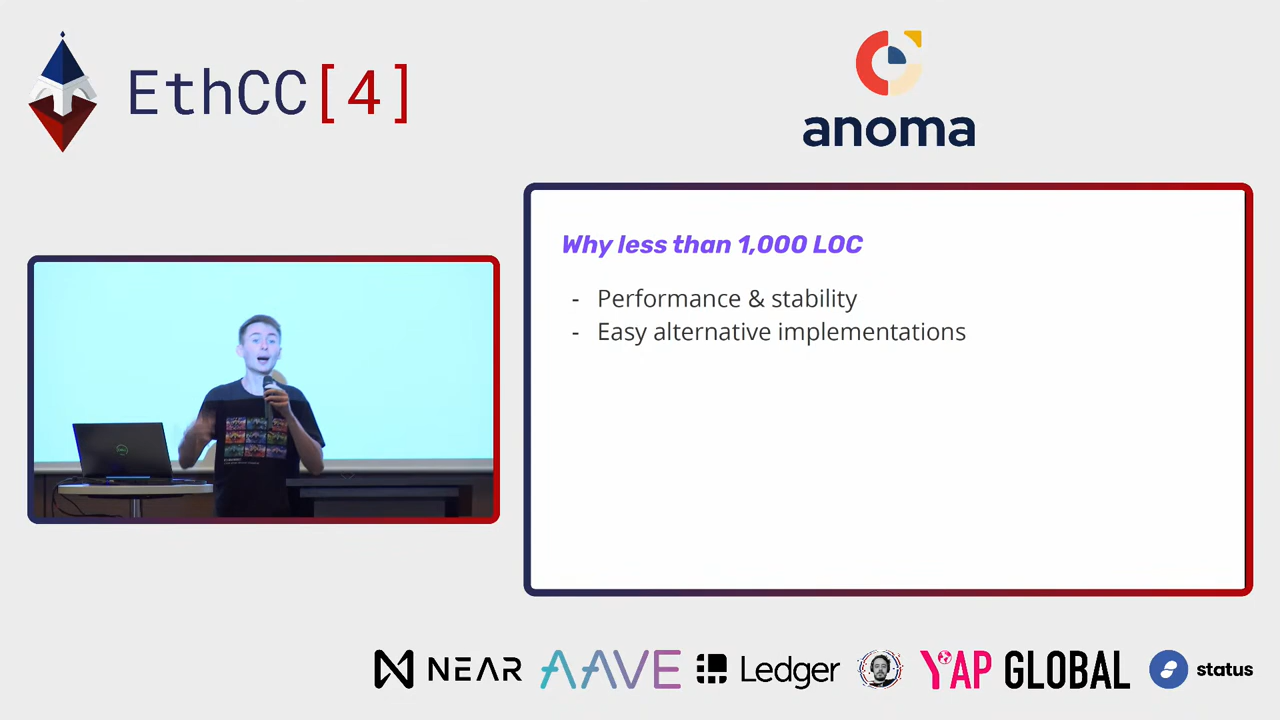 EthCC[4]
anoma
Why less than 1,000 LOC
- Performance & stability
- Easy alternative implementations
NEAR
AAVE
Ledger
YAP GLOBAL
status